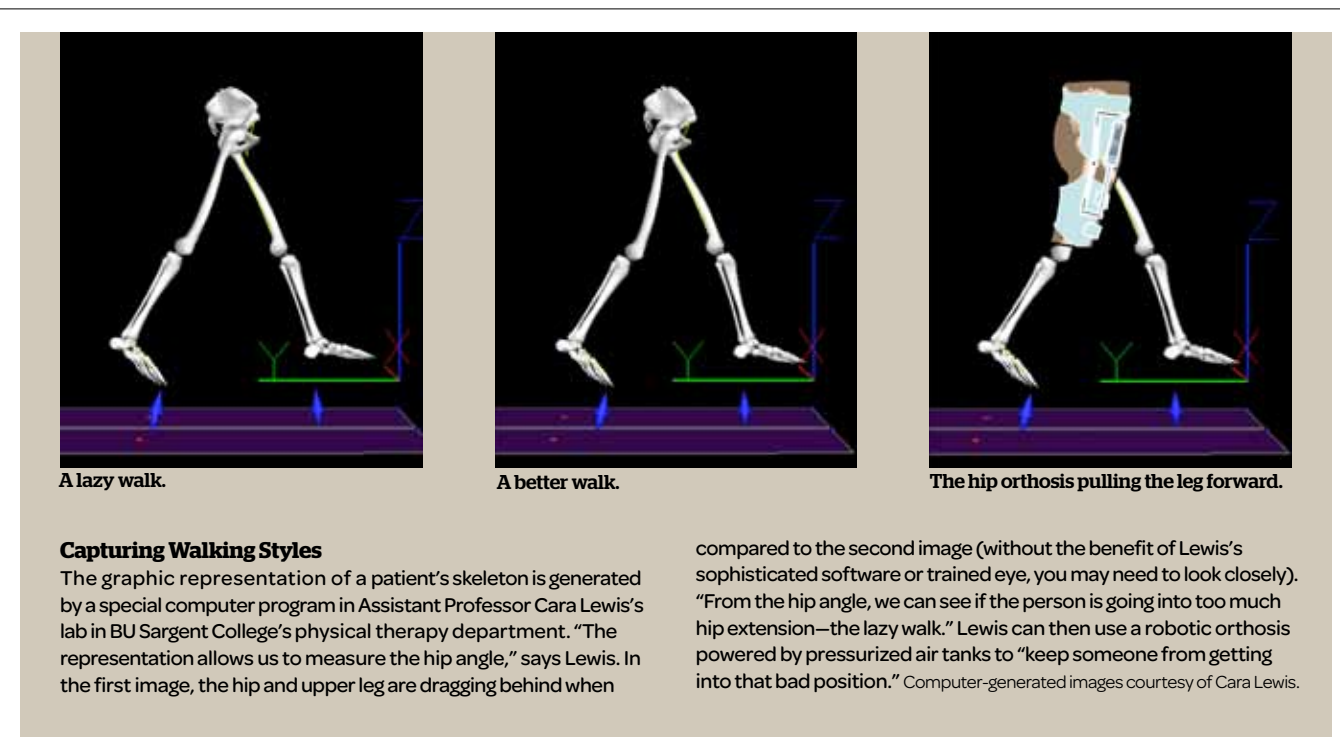 Z
Y
X
A lazy walk.
Z
Y
X
A better walk.
Z
Y
X
The hip orthosis pulling the leg forward.
Capturing Walking Styles
The graphic representation of a patient’s skeleton is generated
by a special computer program in Assistant Professor Cara Lewis’s
lab in BU Sargent College’s physical therapy department. “The
representation allows us to measure the hip angle,” says Lewis. In
the first image, the hip and upper leg are dragging behind when
compared to the second image (without the benefit of Lewis’s
sophisticated software or trained eye, you may need to look closely).
“From the hip angle, we can see if the person is going into too much
hip extension—the lazy walk.” Lewis can then use a robotic orthosis
powered by pressurized air tanks to “keep someone from getting
into that bad position.” Computer-generated images courtesy of Cara Lewis.